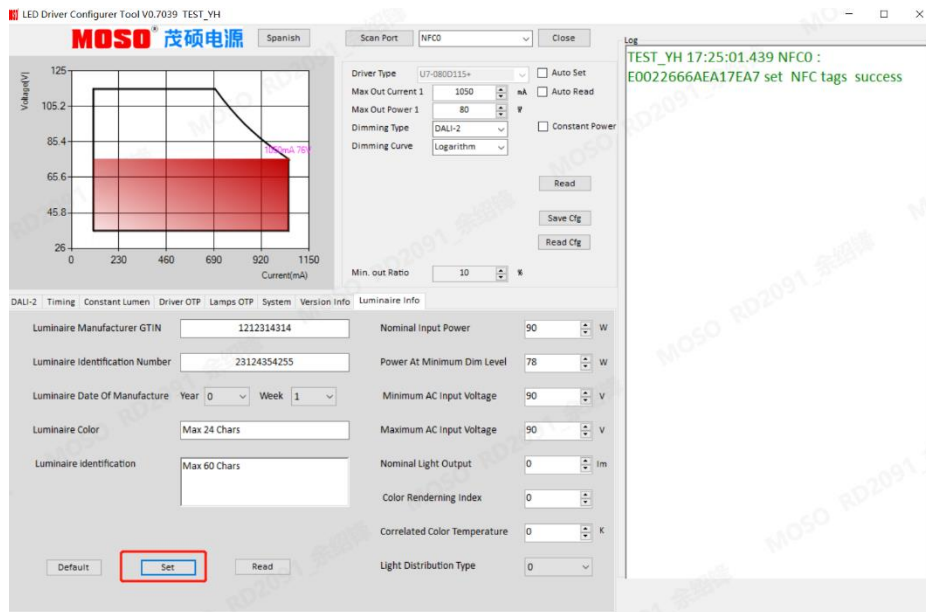 LED Driver Configurer Tool V0.7039 TEST_YH
MOSO® 茂硕电源
Spanish
Scan Port NFC0 Close
Voltage(V)
125
105.2
85.4
65.6
45.8
26
0 230 460 690 920 1150
Current(mA)
1050mA 76V
Driver Type U7-080D115+ Auto Set
Max Out Current 1 1050 mA Auto Read
Max Out Power 1 80 W
Dimming Type DALI-2 Constant Power
Dimming Curve Logarithm
Read
Save Cfg
Read Cfg
Min. out Ratio 10 %
DALI-2 Timing Constant Lumen Driver OTP Lamps OTP System Version Info Luminaire Info
Luminaire Manufacturer GTIN 1212314314
Luminaire Identification Number 23124354255
Luminaire Date Of Manufacture Year 0 Week 1
Luminaire Color Max 24 Chars
Luminaire identification Max 60 Chars
Default Set Read
Nominal Input Power 90 W
Power At Minimum Dim Level 78 W
Minimum AC Input Voltage 90 V
Maximum AC Input Voltage 90 V
Nominal Light Output 0 lm
Color Renderning Index 0
Correlated Color Temperature 0 K
Light Distribution Type 0
Log
TEST_YH 17:25:01.439 NFC0 :
E0022666AEA17EA7 set NFC tags success
MOSO RD2091